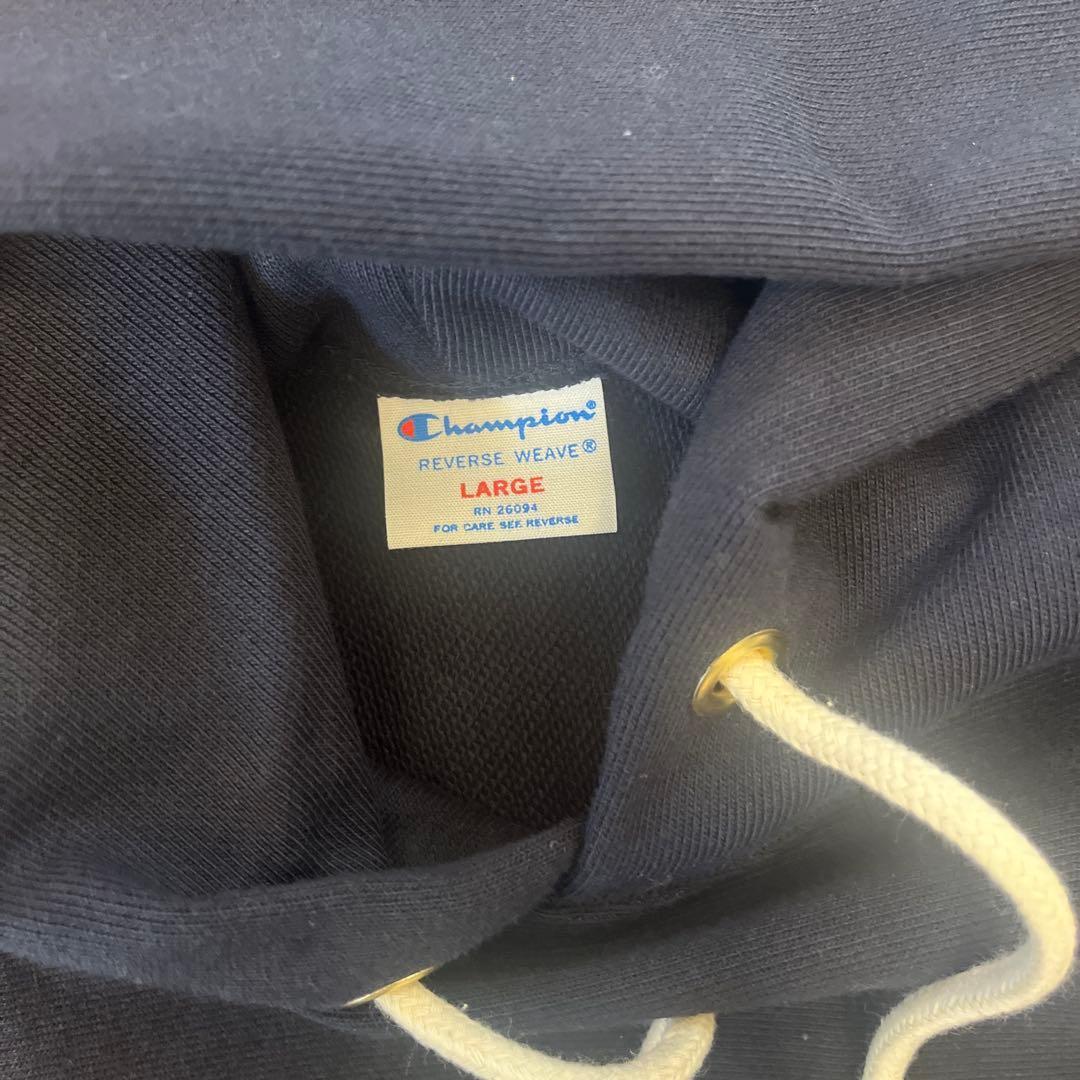 Champion®
REVERSE WEAVE®
LARGE
RN 26094
FOR CARE SEE REVERSE